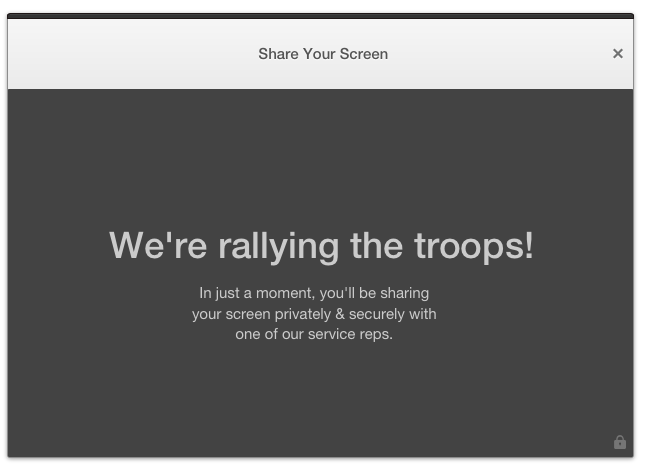 Share Your Screen
We're rallying the troops!
In just a moment, you'll be sharing
your screen privately & securely with
one of our service reps.